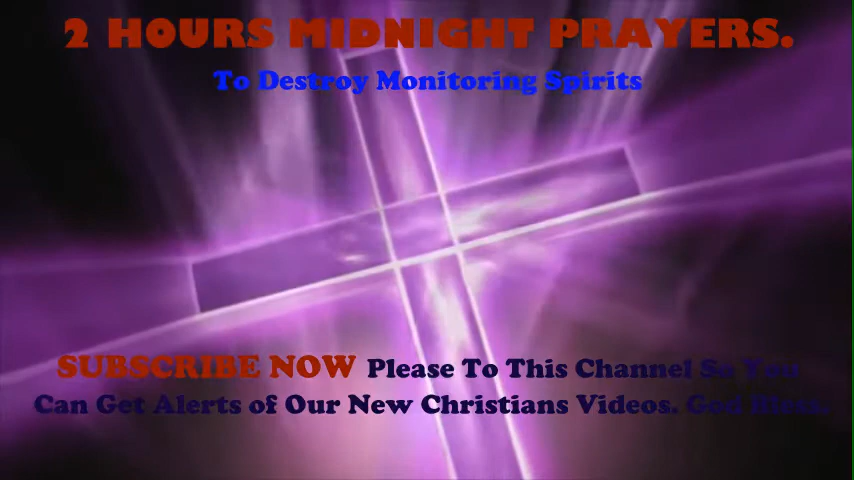 2 HOURS MIDNIGHT PRAYERS.
To Destroy Monitoring Spirits
SUBSCRIBE NOW Please To This Channel So You
Can Get Alerts of Our New Christians Videos. God Bless.